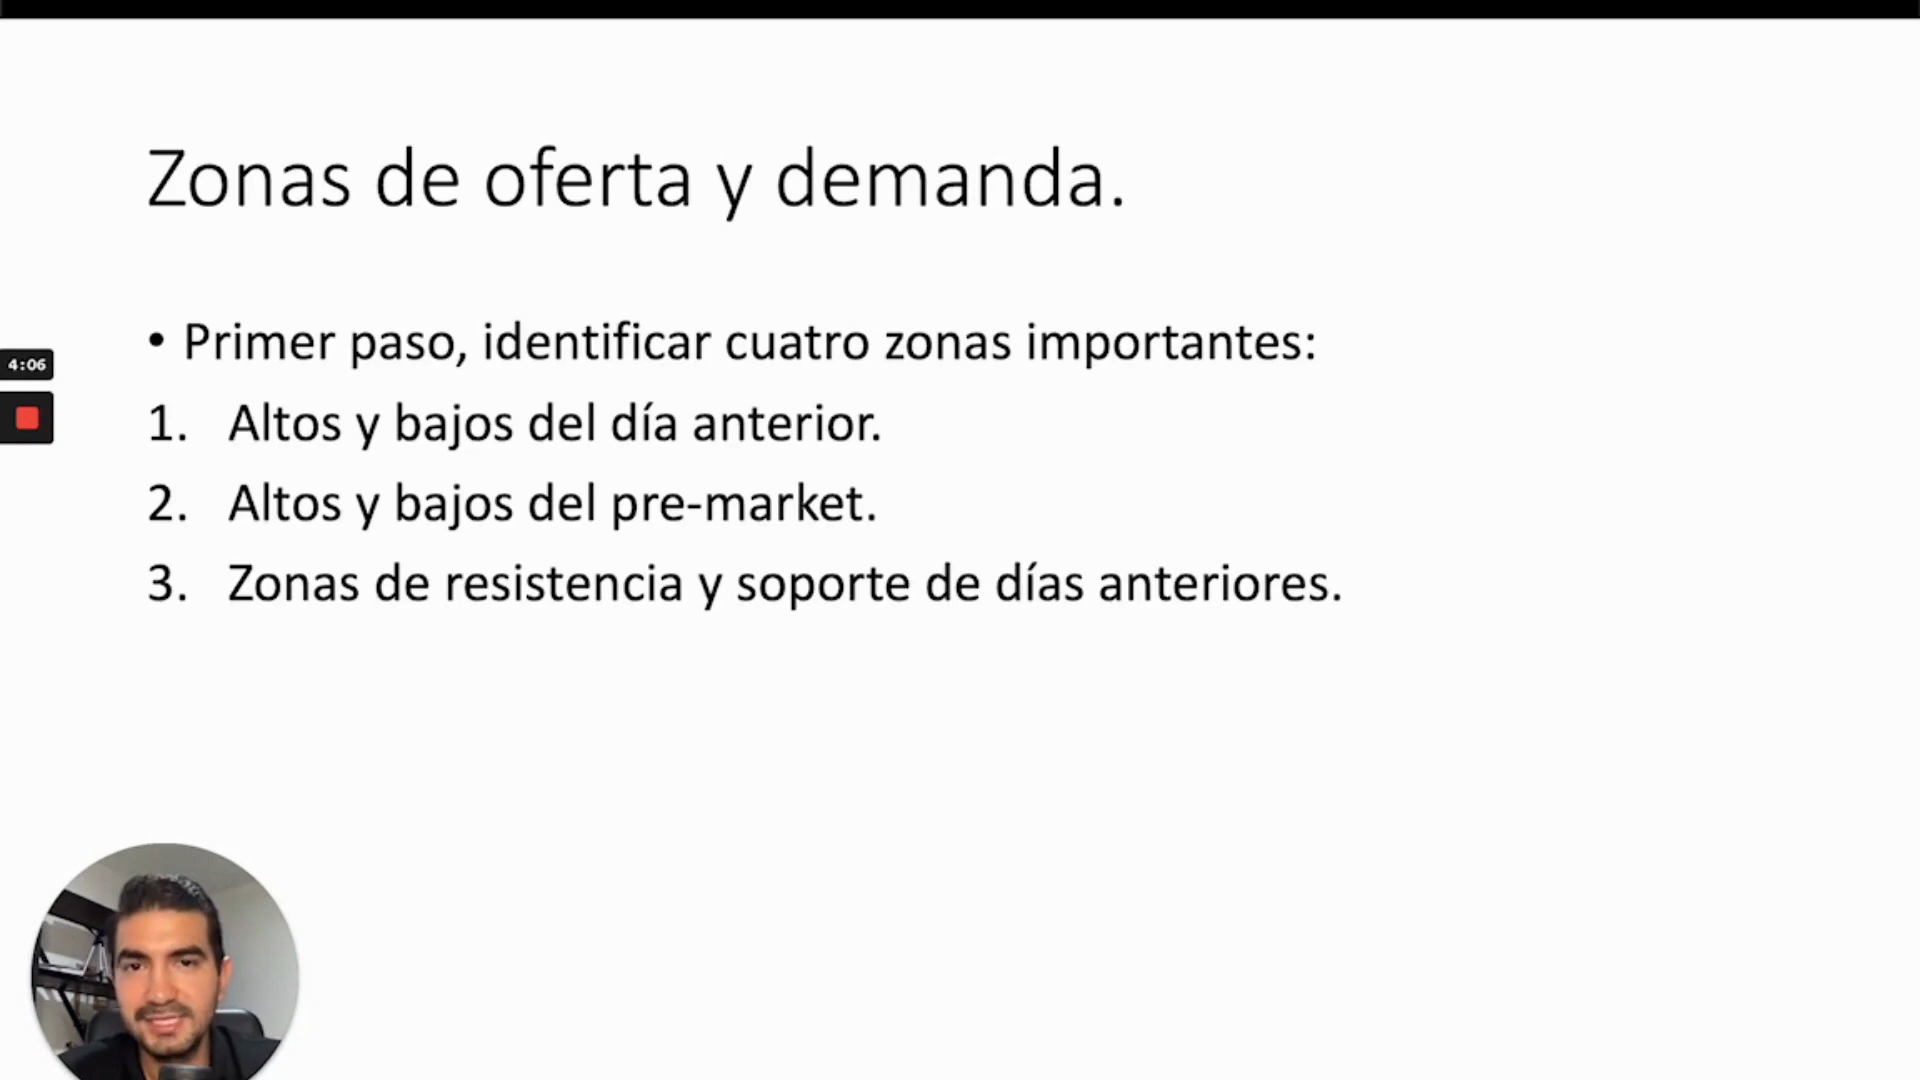 Zonas de oferta y demanda.
• Primer paso, identificar cuatro zonas importantes:
1. Altos y bajos del día anterior.
2. Altos y bajos del pre-market.
3. Zonas de resistencia y soporte de días anteriores.
4:06